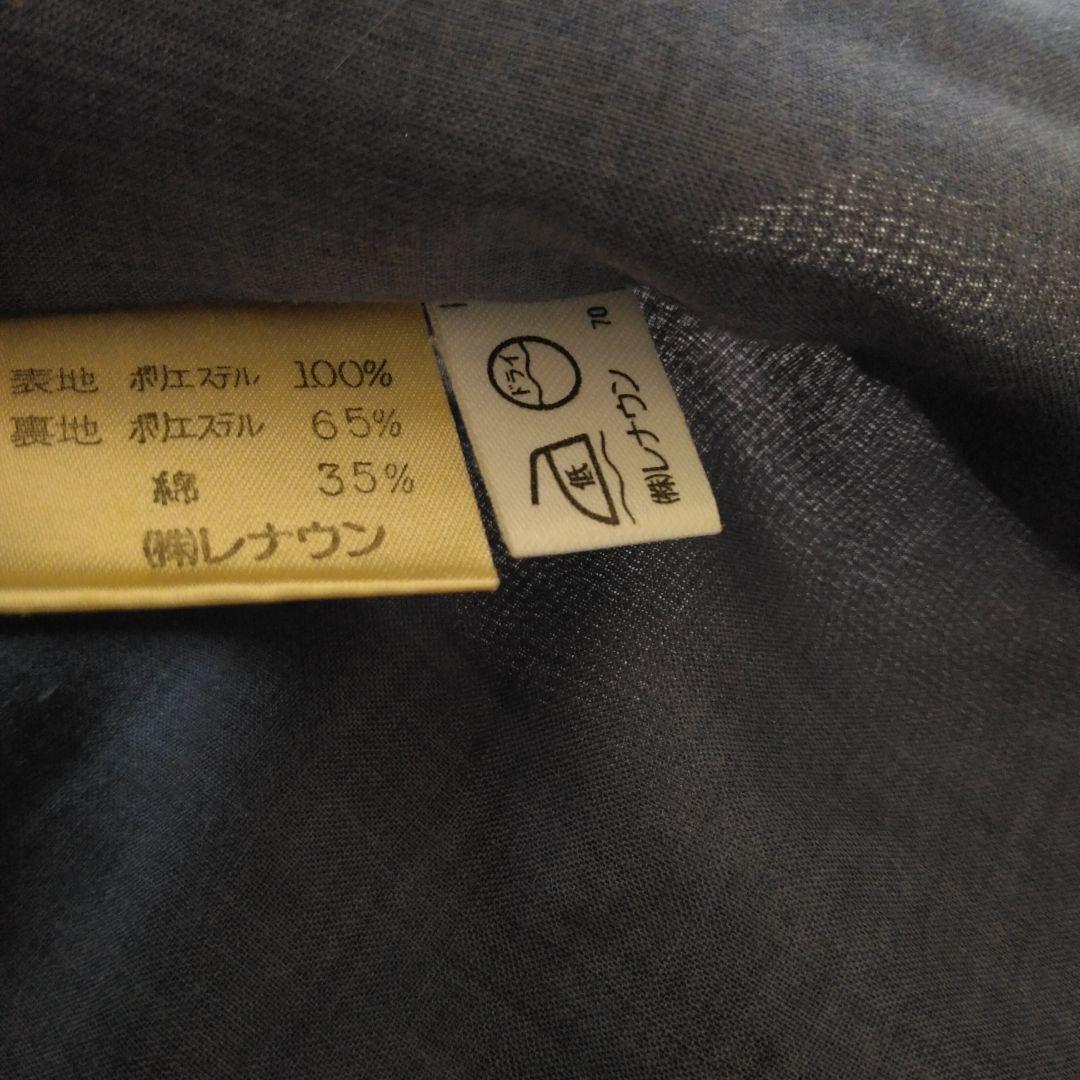 表地 ポリエステル 100%
裏地 ポリエステル 65%
綿 35%
(株)レナウン
ドライ
低
(株)レナウン
70